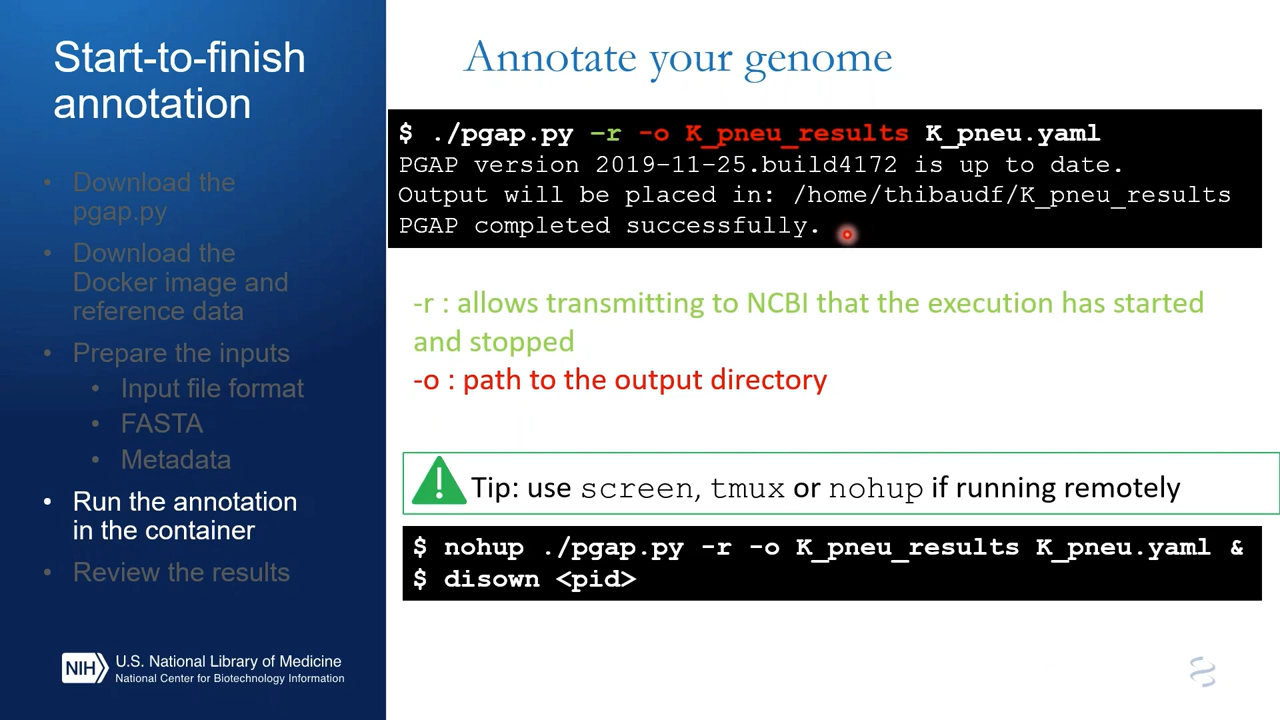 Start-to-finish
annotation
• Download the
pgap.py
• Download the
Docker image and
reference data
• Prepare the inputs
• Input file format
• FASTA
• Metadata
• Run the annotation
in the container
• Review the results
NIH U.S. National Library of Medicine
National Center for Biotechnology Information
Annotate your genome
$ ./pgap.py –r -o K_pneu_results K_pneu.yaml
PGAP version 2019-11-25.build4172 is up to date.
Output will be placed in: /home/thibaudf/K_pneu_results
PGAP completed successfully.
-r : allows transmitting to NCBI that the execution has started
and stopped
-o : path to the output directory
! Tip: use screen, tmux or nohup if running remotely
$ nohup ./pgap.py -r -o K_pneu_results K_pneu.yaml &
$ disown <pid>